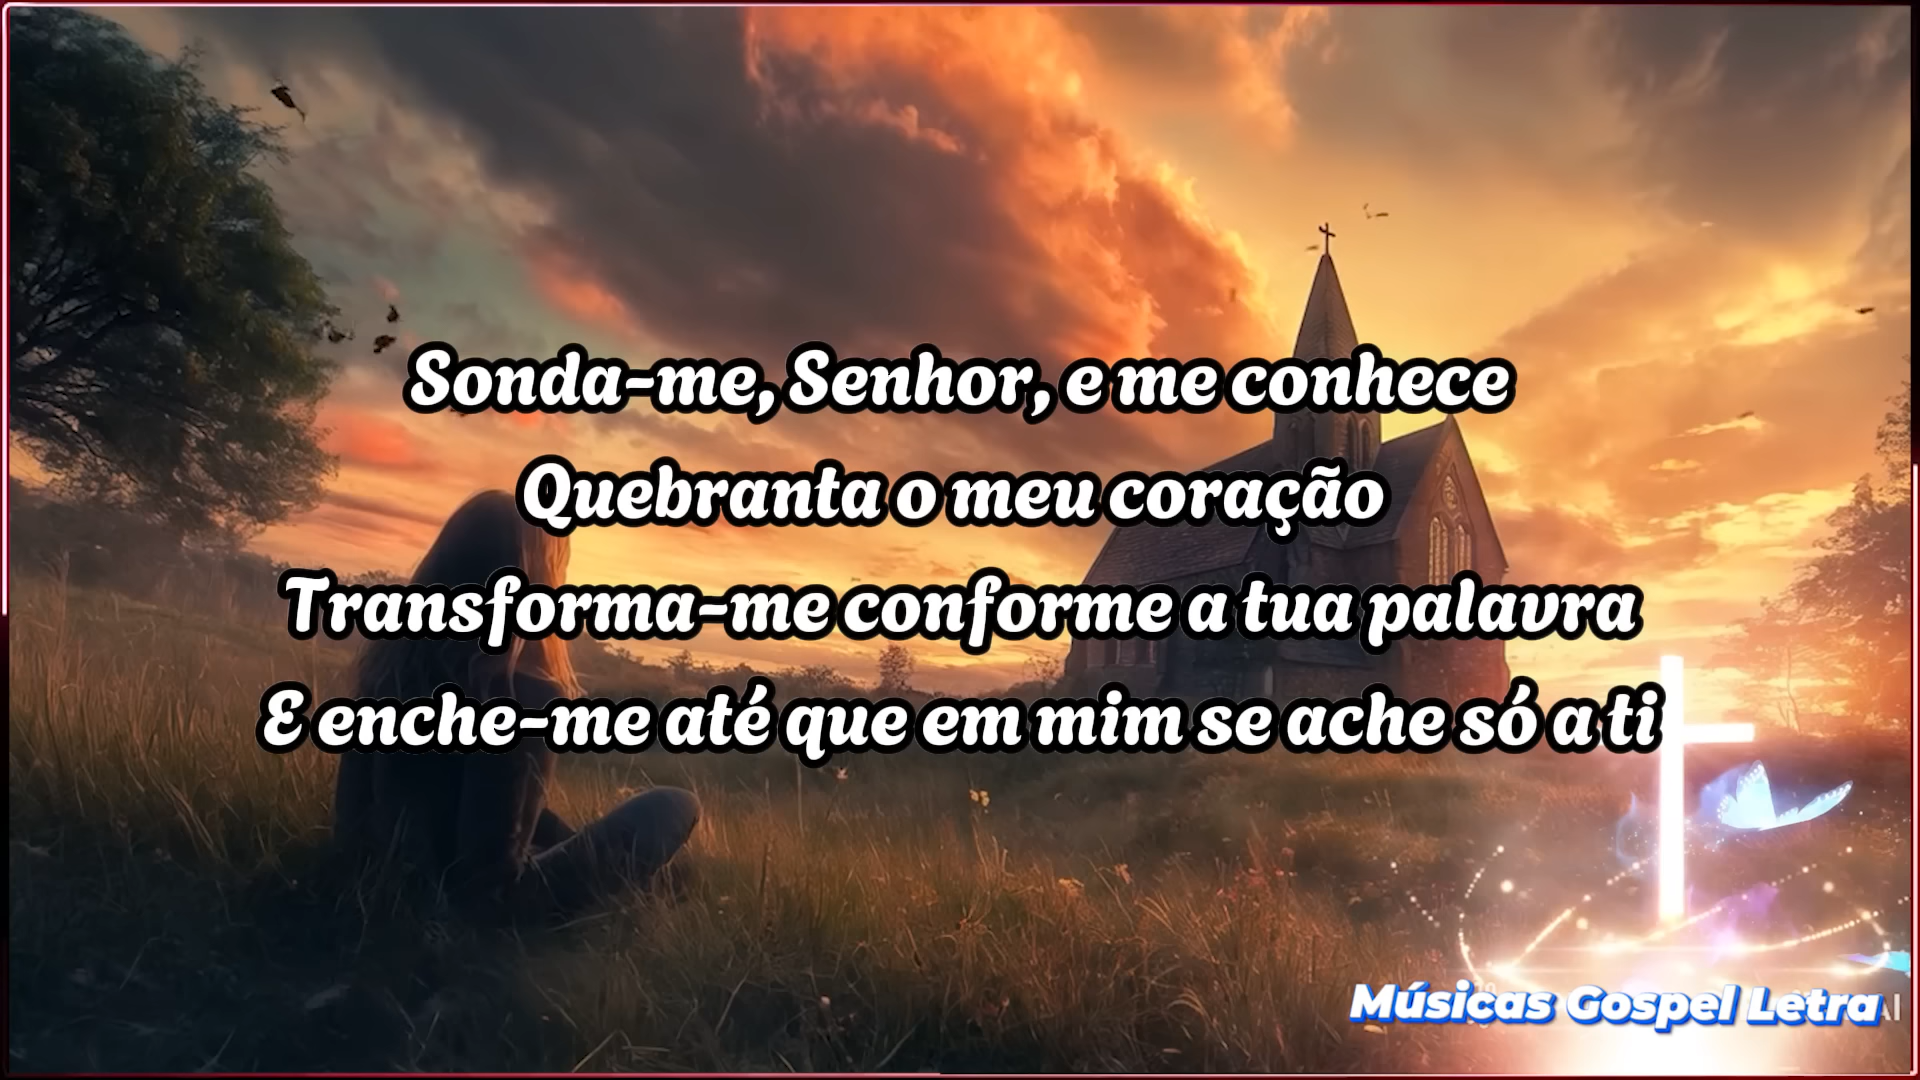 Sonda-me, Senhor, e me conhece
Quebranta o meu coração
Transforma-me conforme a tua palavra
E enche-me até que em mim se ache só a ti
Músicas Gospel Letra
AI